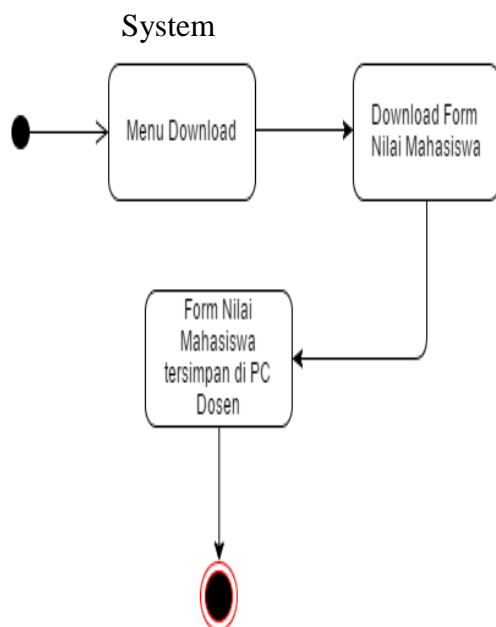 System
Menu Download
Download Form
Nilai Mahasiswa
Form Nilai
Mahasiswa
tersimpan di PC
Dosen